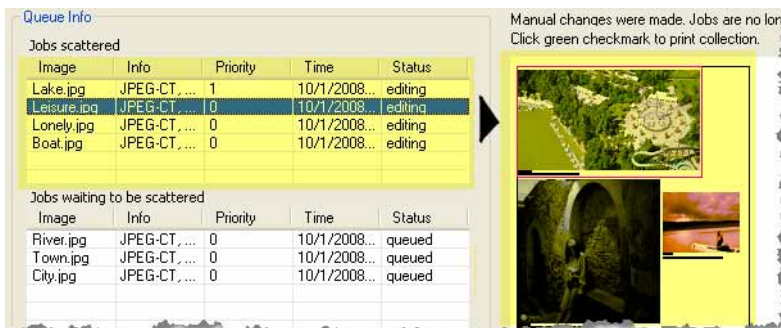 Queue Info
Manual changes were made. Jobs are no lon
Click green checkmark to print collection.
Jobs scattered
Image Info Priority Time Status
Lake.jpg JPEG-CT, ... 1 10/1/2008... editing
Leisure.jpg JPEG-CT, ... 0 10/1/2008... editing
Lonely.jpg JPEG-CT, ... 0 10/1/2008... editing
Boat.jpg JPEG-CT, ... 0 10/1/2008... editing
Jobs waiting to be scattered
Image Info Priority Time Status
River.jpg JPEG-CT, ... 0 10/1/2008... queued
Town.jpg JPEG-CT, ... 0 10/1/2008... queued
City.jpg JPEG-CT, ... 0 10/1/2008... queued